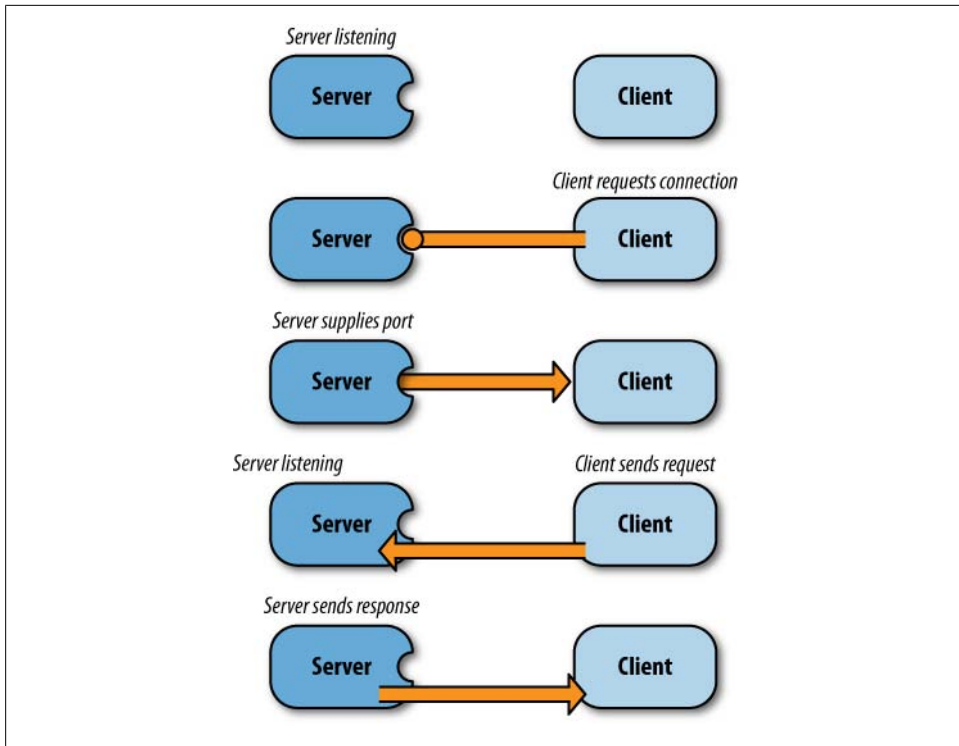 Server listening
Server
Client
Client requests connection
Server
Client
Server supplies port
Server
Client
Server listening
Client sends request
Server
Client
Server sends response
Server
Client